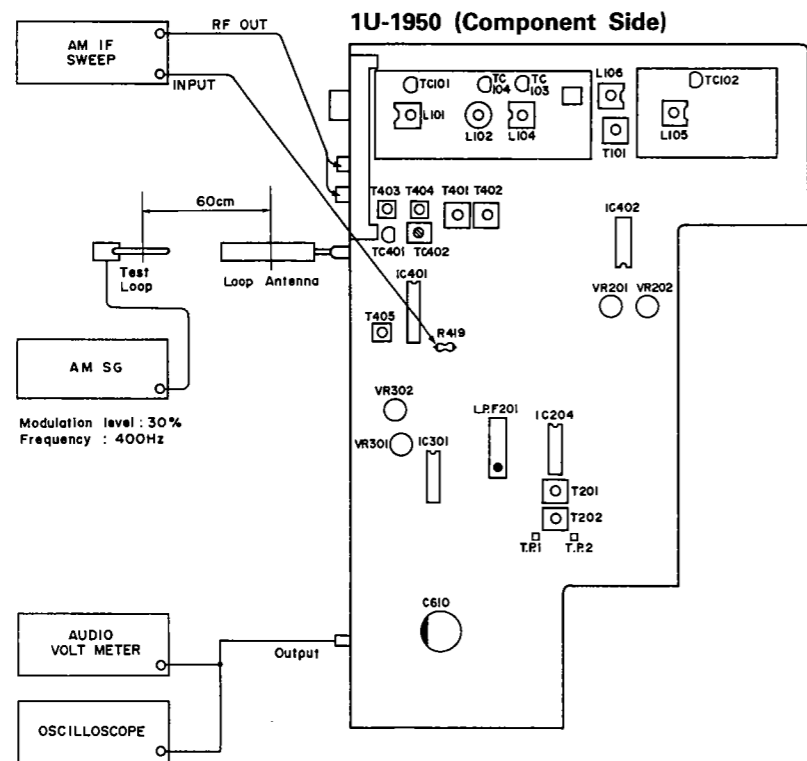 1U-1950 (Component Side)
AM IF
SWEEP
RF OUT
INPUT
TC101
TC
104
TC
103
L106
TC102
L101
L102
L104
T101
L105
60cm
T403
T404
T401
T402
IC402
TC401
TC402
Test
Loop
Loop Antenna
IC401
VR201
VR202
T405
R419
AM SG
Modulation level : 30%
Frequency : 400Hz
VR302
L.P.F201
IC204
VR301
IC301
T201
T202
T.P.1
T.P.2
C610
AUDIO
VOLT METER
Output
OSCILLOSCOPE